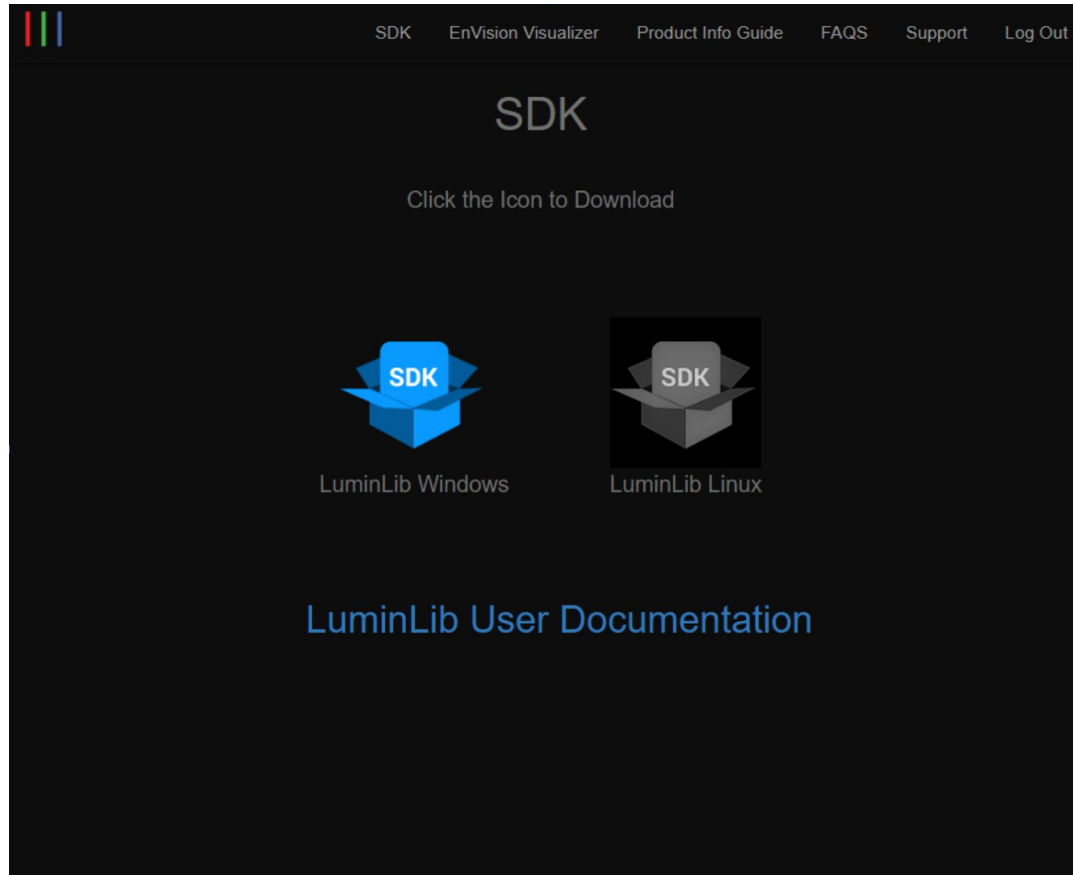 SDK EnVision Visualizer Product Info Guide FAQS Support Log Out
SDK
Click the Icon to Download
SDK SDK
LuminLib Windows LuminLib Linux
LuminLib User Documentation